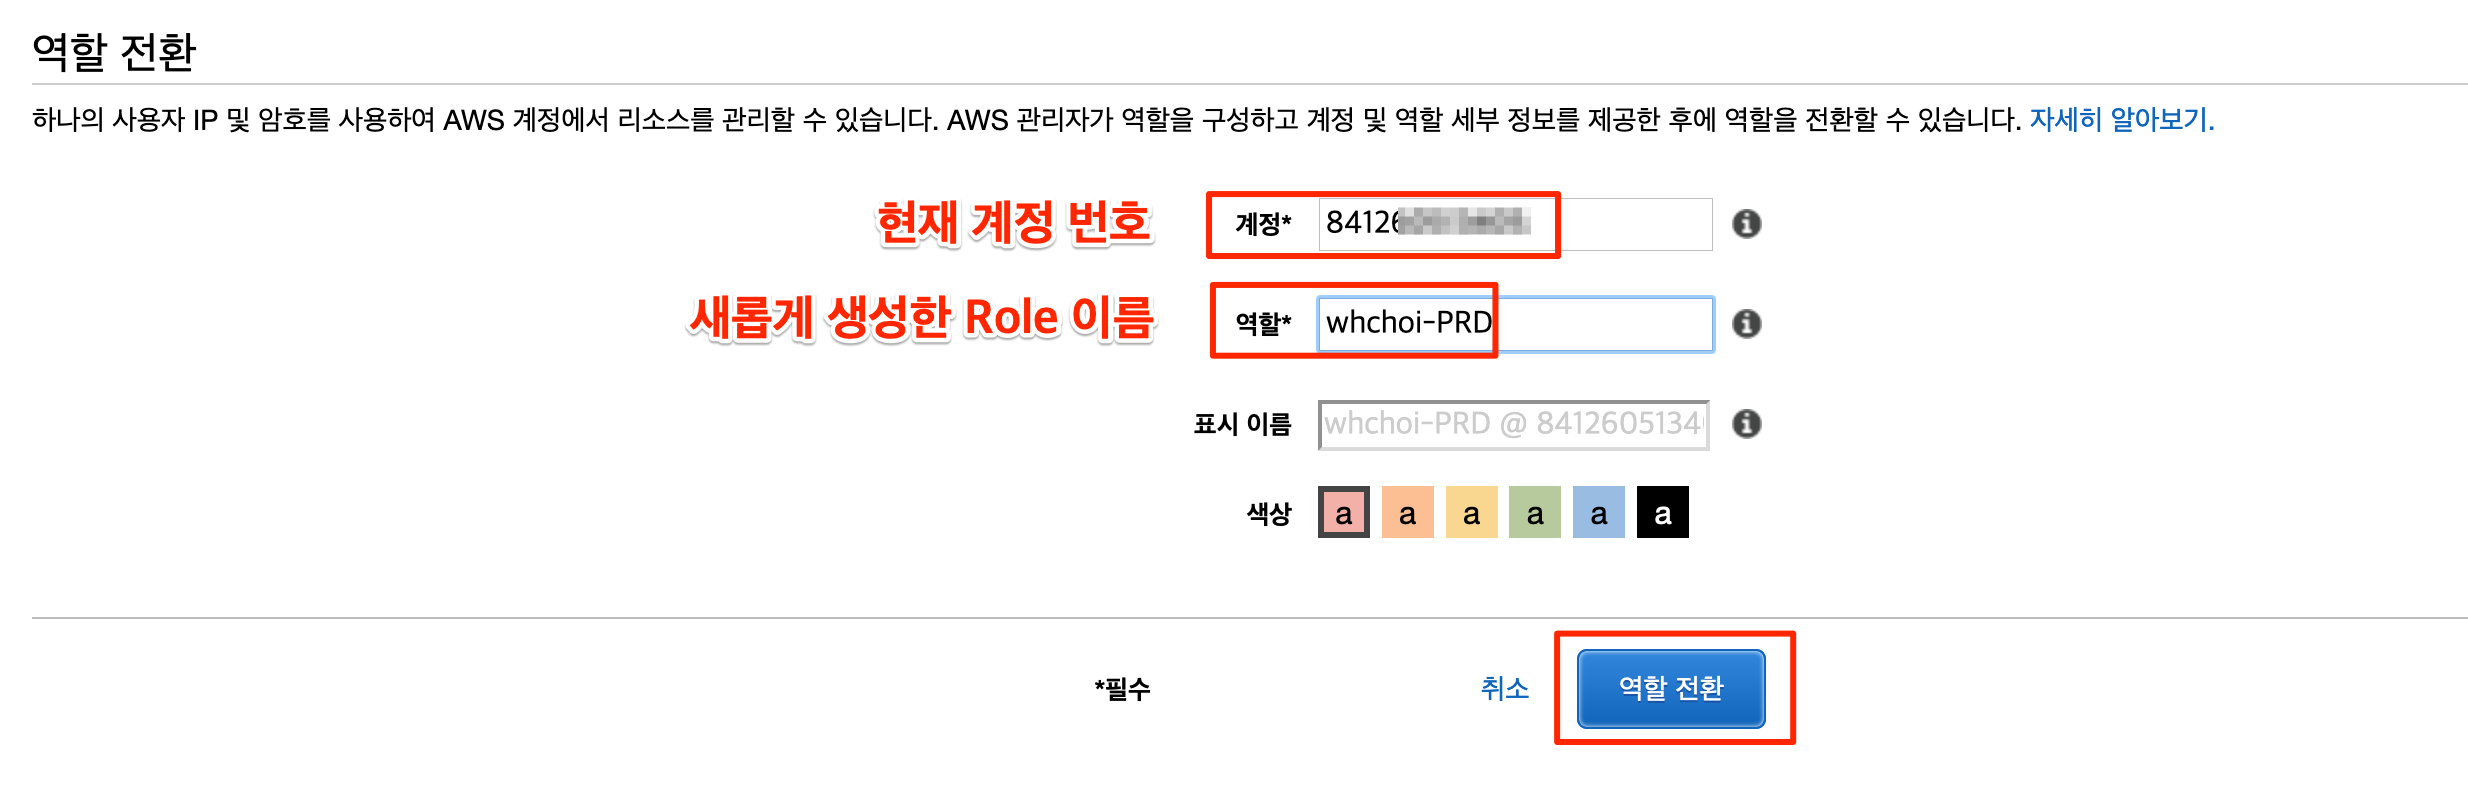 역할 전환
하나의 사용자 IP 및 암호를 사용하여 AWS 계정에서 리소스를 관리할 수 있습니다. AWS 관리자가 역할을 구성하고 계정 및 역할 세부 정보를 제공한 후에 역할을 전환할 수 있습니다. 자세히 알아보기.
현재 계정 번호 계정* 84126
새롭게 생성한 Role 이름 역할* whchoi-PRD
표시 이름 whchoi-PRD @ 8412605134
색상 a a a a a a
*필수 취소 역할 전환